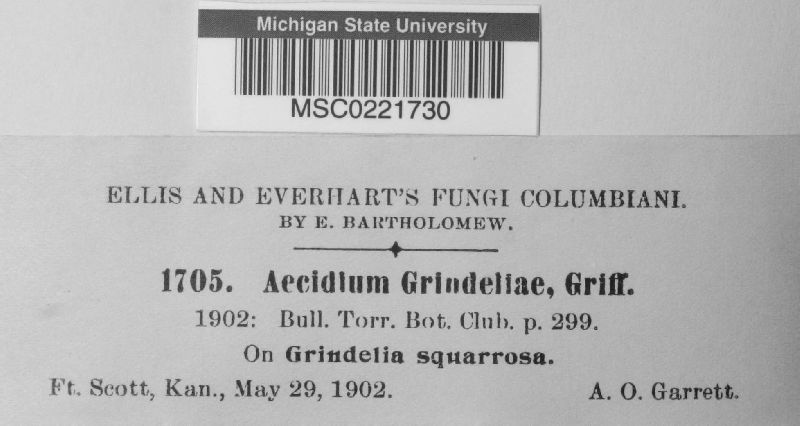 Michigan State University
MSC0221730
ELLIS AND EVERHART'S FUNGI COLUMBIANI.
BY E. BARTHOLOMEW.
1705. Aecidium Grindeliae, Griff.
1902: Bull. Torr. Bot. Club. p. 299.
On Grindelia squarrosa.
Ft. Scott, Kan., May 29, 1902. A. O. Garrett.